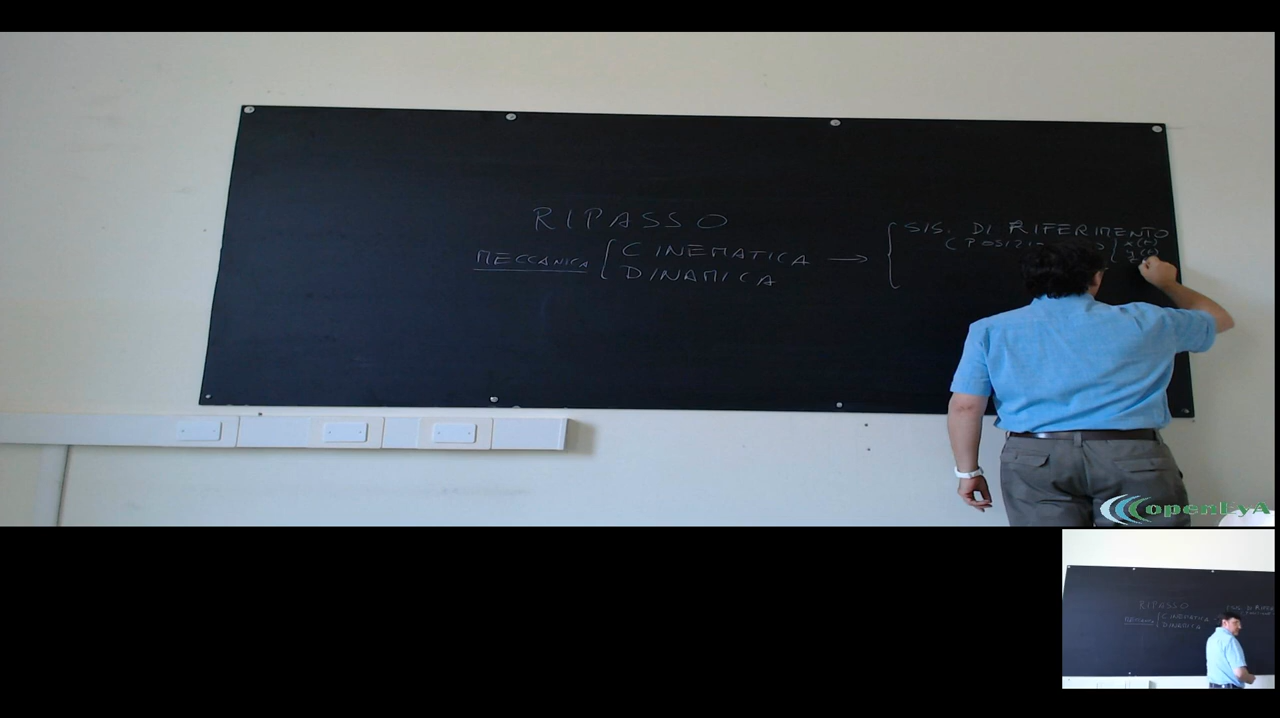 RIPASSO
MECCANICA { CINEMATICA
DINAMICA → { SIS. DI RIFERIMENTO
x(t)
y(t)
openEyA